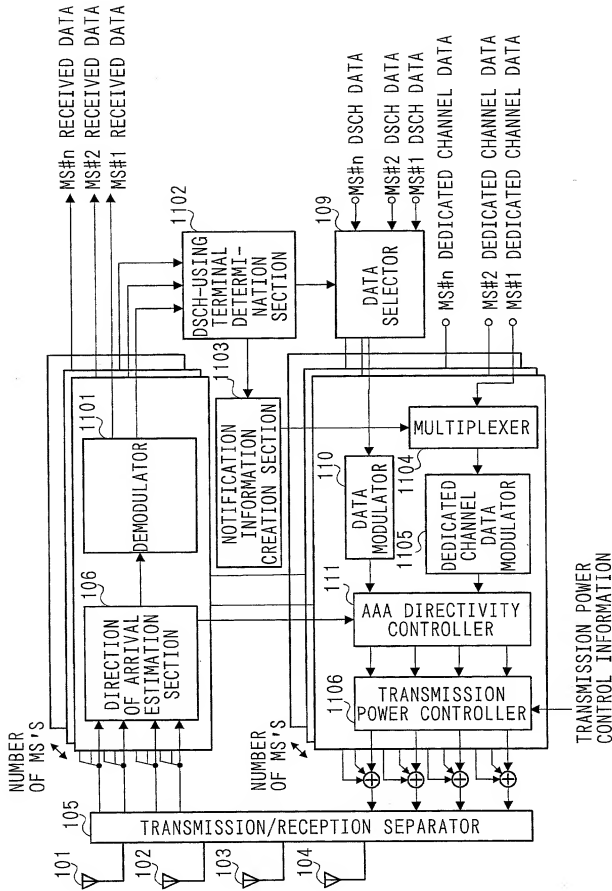 MS#n RECEIVED DATA
MS#2 RECEIVED DATA
MS#1 RECEIVED DATA
1102
DSCH-USING
TERMINAL
DETERMI-
NATION
SECTION
109
DATA
SELECTOR
MS#n DSCH DATA
MS#2 DSCH DATA
MS#1 DSCH DATA
MS#n DEDICATED CHANNEL DATA
MS#2 DEDICATED CHANNEL DATA
MS#1 DEDICATED CHANNEL DATA
1101
DEMODULATOR
1103
NOTIFICATION
INFORMATION
CREATION SECTION
110
DATA
MODULATOR
MULTIPLEXER
1104
1105
DEDICATED
CHANNEL
DATA
MODULATOR
106
DIRECTION
OF ARRIVAL
ESTIMATION
SECTION
111
AAA DIRECTIVITY
CONTROLLER
1106
TRANSMISSION
POWER CONTROLLER
TRANSMISSION POWER
CONTROL INFORMATION
NUMBER
OF MS'S
NUMBER
OF MS'S
105
TRANSMISSION/RECEPTION SEPARATOR
101
102
103
104